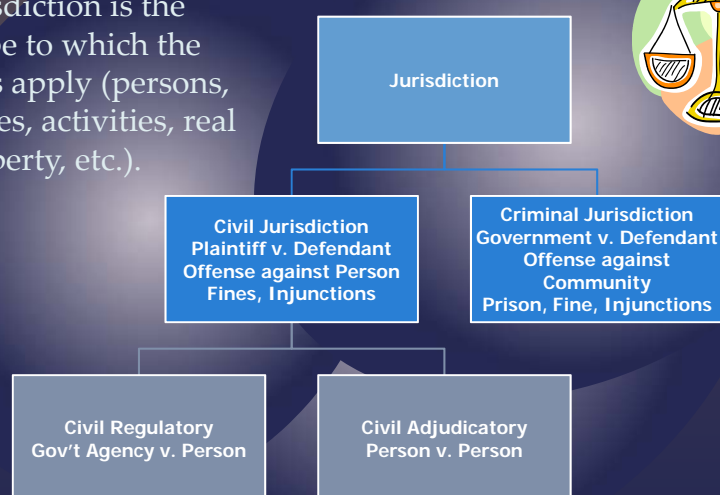 sdiction is the
be to which the
s apply (persons,
es, activities, real
perty, etc.).
Jurisdiction
Civil Jurisdiction
Plaintiff v. Defendant
Offense against Person
Fines, Injunctions
Criminal Jurisdiction
Government v. Defendant
Offense against
Community
Prison, Fine, Injunctions
Civil Regulatory
Gov't Agency v. Person
Civil Adjudicatory
Person v. Person